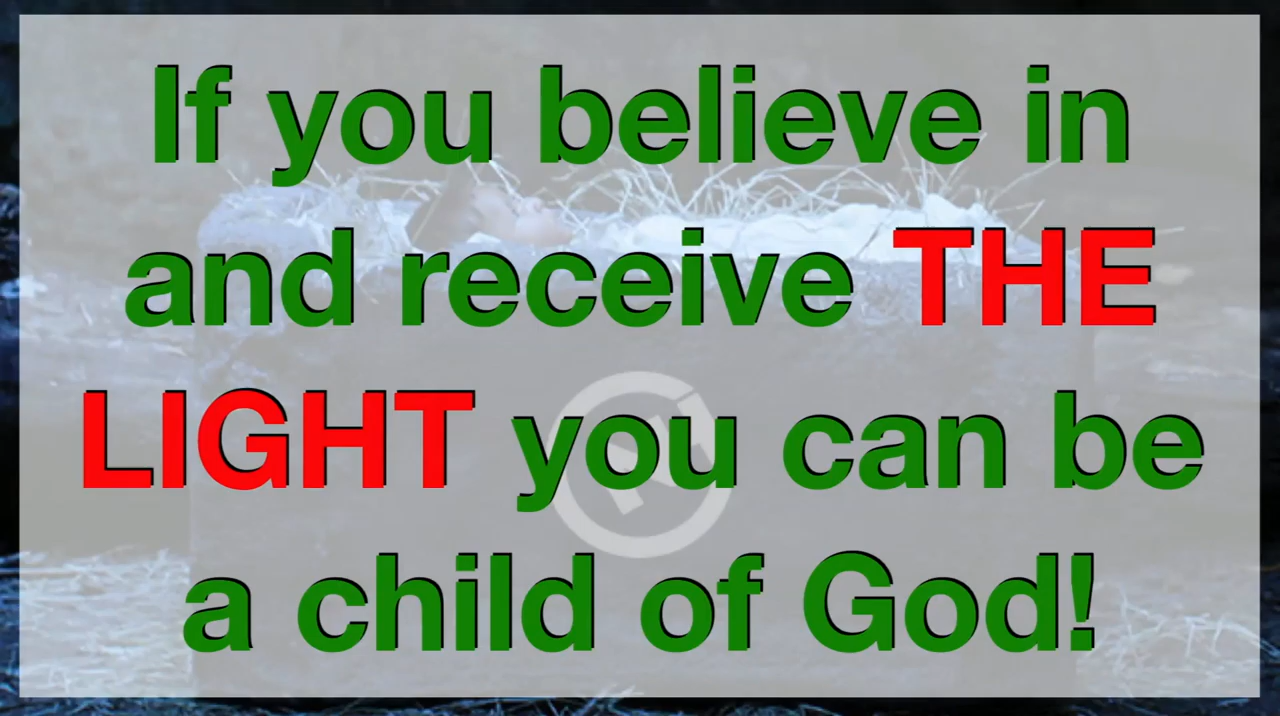 If you believe in
and receive THE
LIGHT you can be
a child of God!